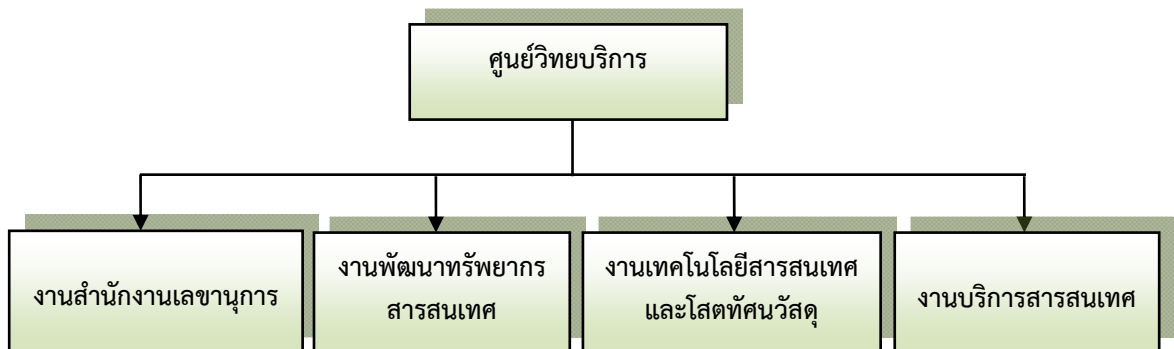 ศูนย์วิทยบริการ
งานสำนักงานเลขานุการ
งานพัฒนาทรัพยากร
สารสนเทศ
งานเทคโนโลยีสารสนเทศ
และโสตทัศนวัสดุ
งานบริการสารสนเทศ